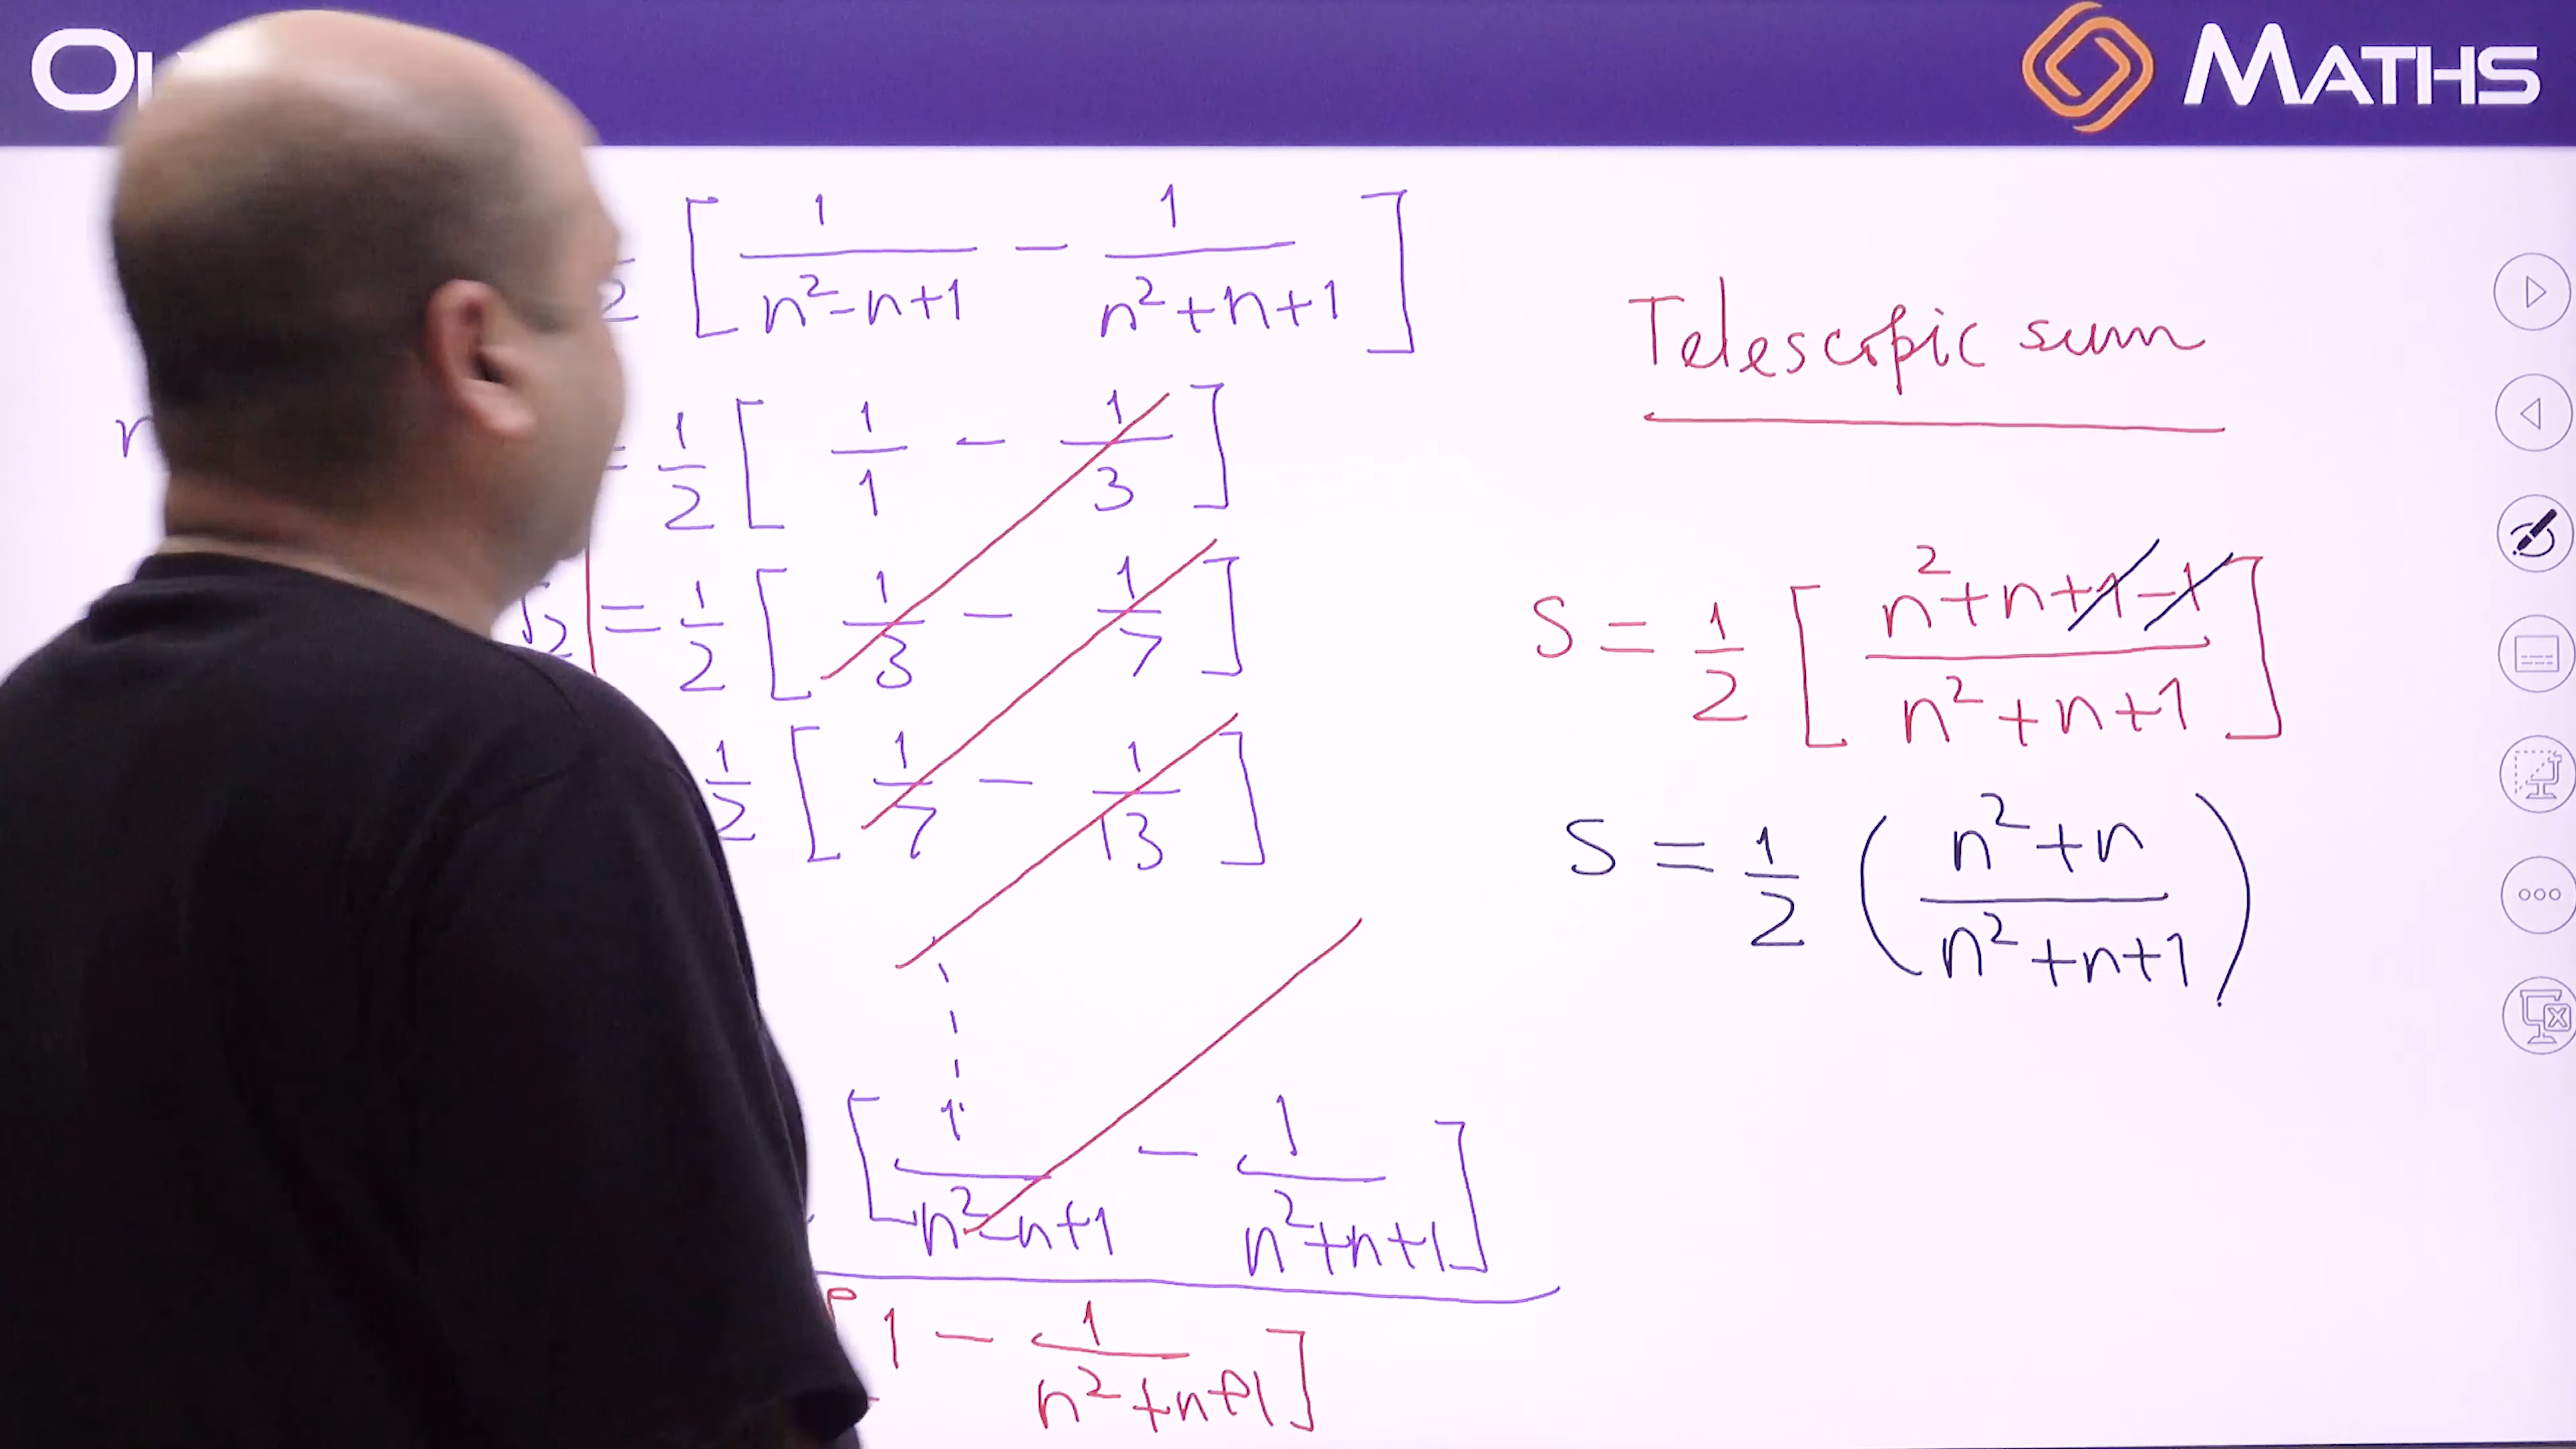 MATHS
[ 1/(n²-n+1) - 1/(n²+n+1) ]
= 1/2 [ 1/1 - 1/3 ]
= 1/2 [ 1/3 - 1/7 ]
1/2 [ 1/7 - 1/13 ]
[ 1/(n²-n+1) - 1/(n²+n+1) ]
1 - 1/(n²+n+1) ]
Telescopic sum
S = 1/2 [ (n²+n+1-1)/(n²+n+1) ]
S = 1/2 ( (n²+n)/(n²+n+1) )